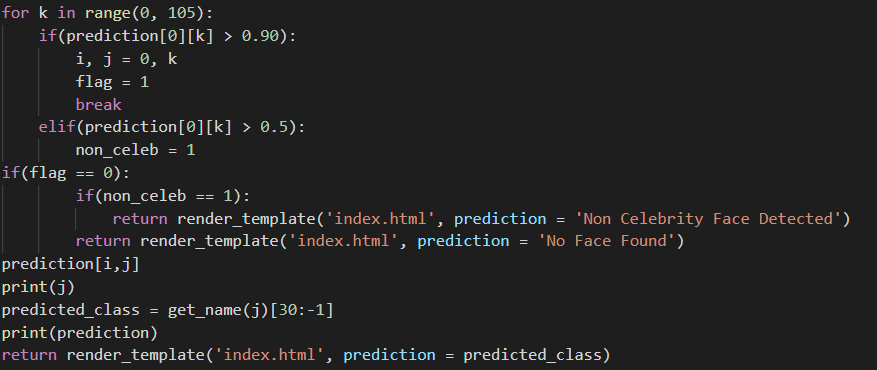 for k in range(0, 105):
    if(prediction[0][k] > 0.90):
        i, j = 0, k
        flag = 1
        break
    elif(prediction[0][k] > 0.5):
        non_celeb = 1
if(flag == 0):
        if(non_celeb == 1):
            return render_template('index.html', prediction = 'Non Celebrity Face Detected')
        return render_template('index.html', prediction = 'No Face Found')
prediction[i,j]
print(j)
predicted_class = get_name(j)[30:-1]
print(prediction)
return render_template('index.html', prediction = predicted_class)